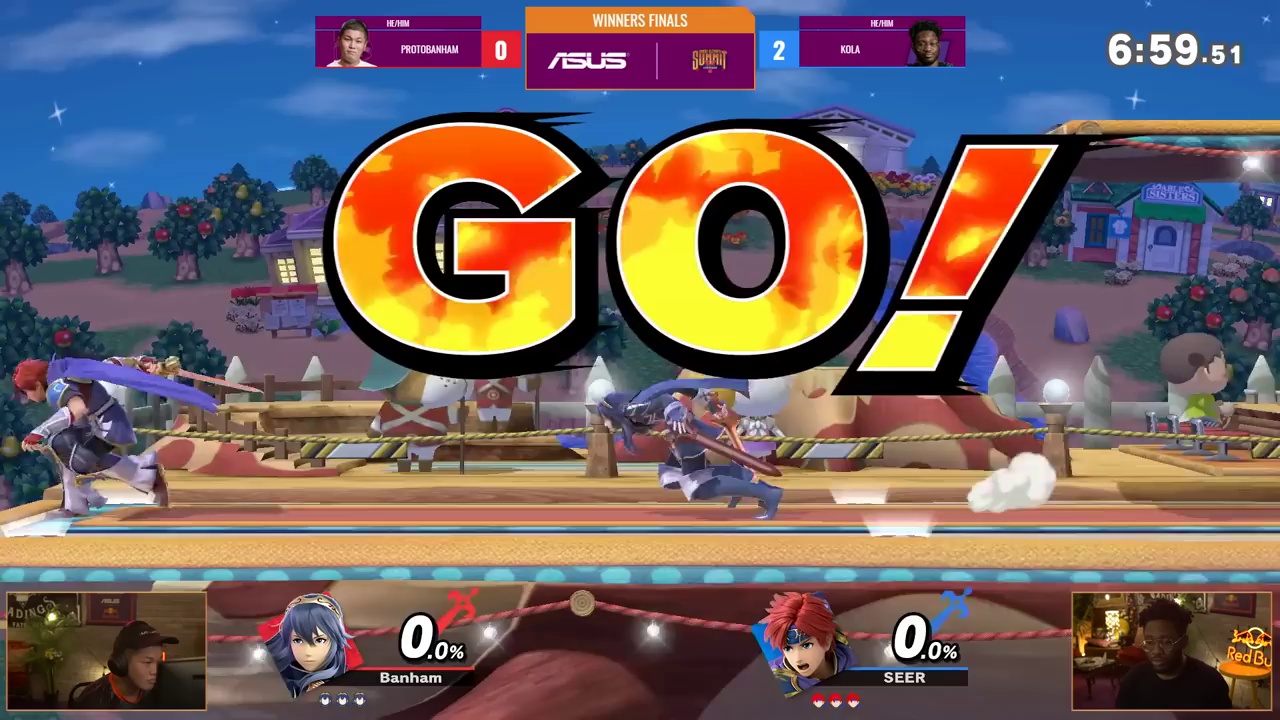 HE/HIM
PROTOBANHAM
0
WINNERS FINALS
ASUS
SUMMIT
2
HE/HIM
KOLA
6:59.51
GO!
ABLE SISTERS
ASUS
0.0%
Banham
0.0%
SEER
Red Bu